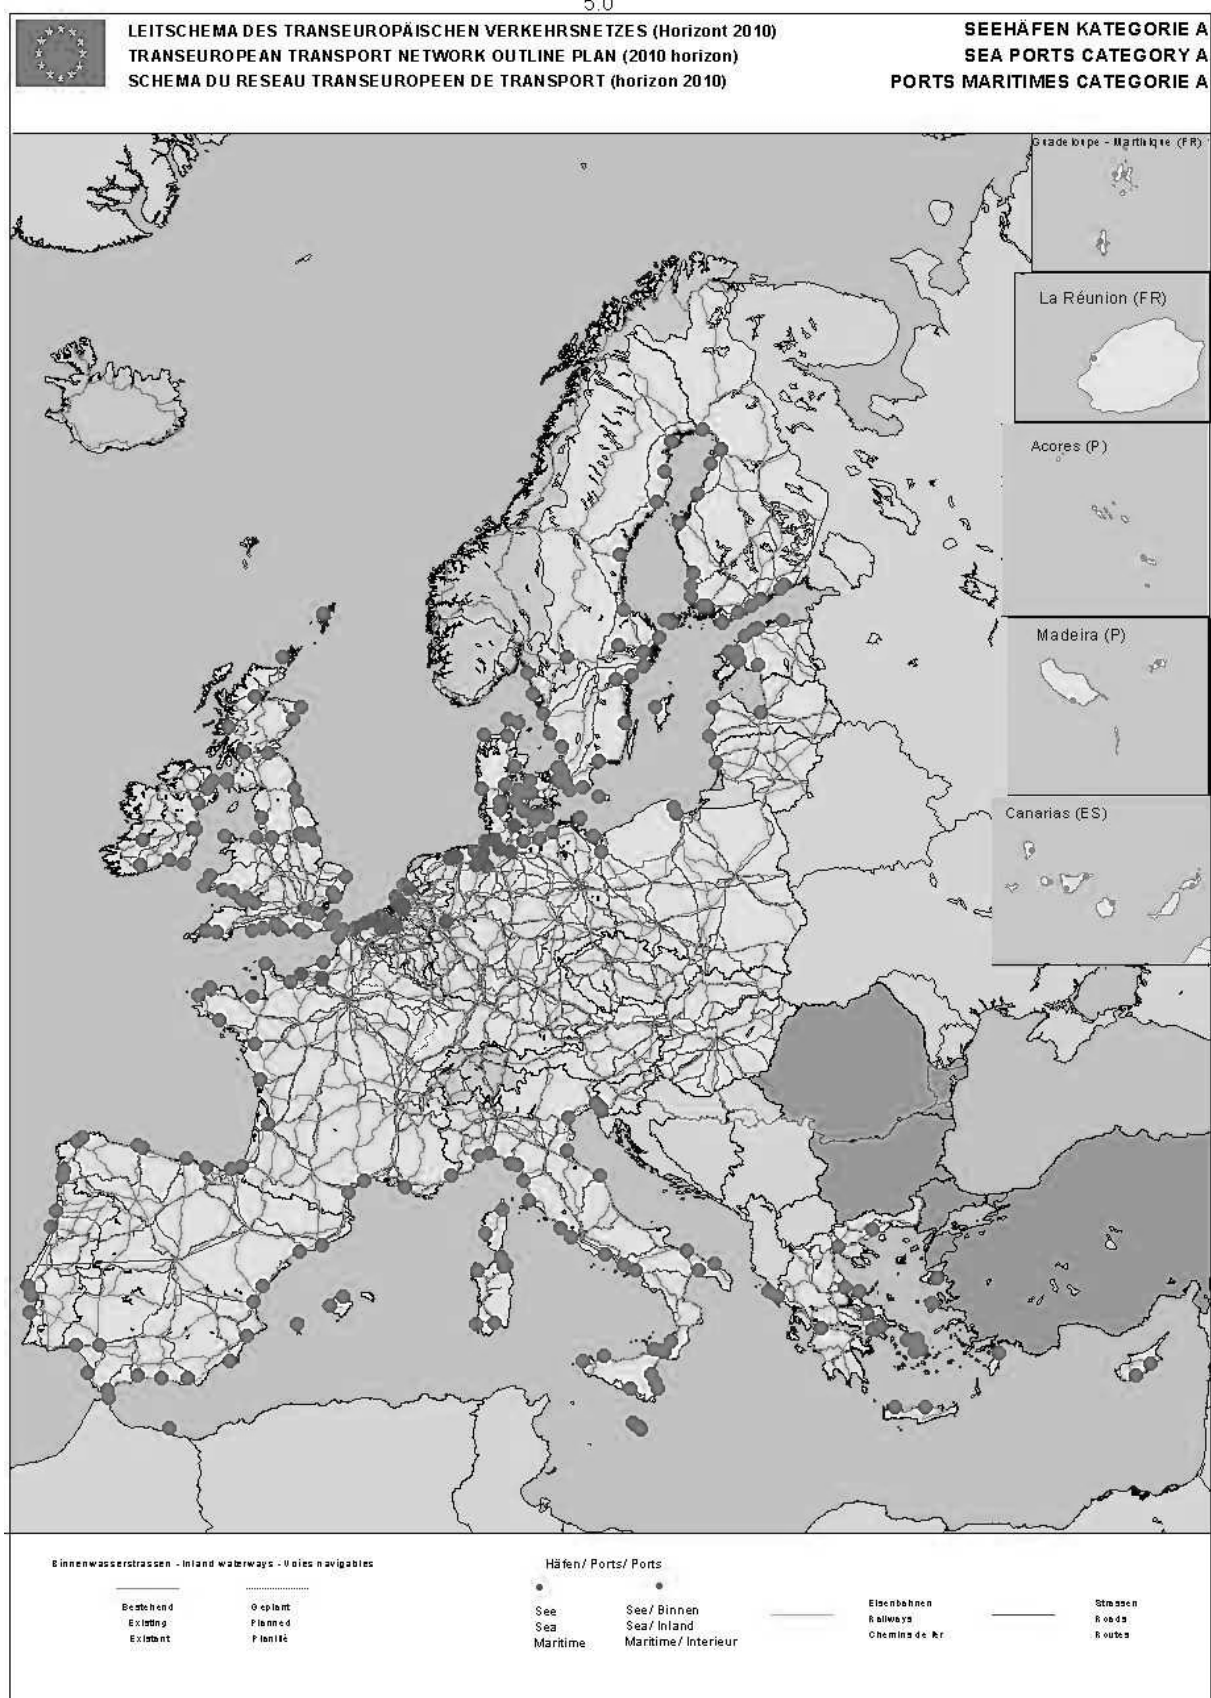 5.0
LEITSCHEMA DES TRANSEUROPÄISCHEN VERKEHRSNETZES (Horizont 2010)
TRANSEUROPEAN TRANSPORT NETWORK OUTLINE PLAN (2010 horizon)
SCHEMA DU RESEAU TRANSEUROPEEN DE TRANSPORT (horizon 2010)
SEEHÄFEN KATEGORIE A
SEA PORTS CATEGORY A
PORTS MARITIMES CATEGORIE A
Guadeloupe - Martinique (FR)
La Réunion (FR)
Acores (P)
Madeira (P)
Canarias (ES)
Binnenwasserstrassen - Inland waterways - Voies navigables
Bestehend
Existing
Existant
Geplant
Planned
Planifié
Häfen/ Ports/ Ports
See
Sea
Maritime
See/ Binnen
Sea/ Inland
Maritime/ Interieur
Eisenbahnen
Railways
Chemins de fer
Strassen
Roads
Routes